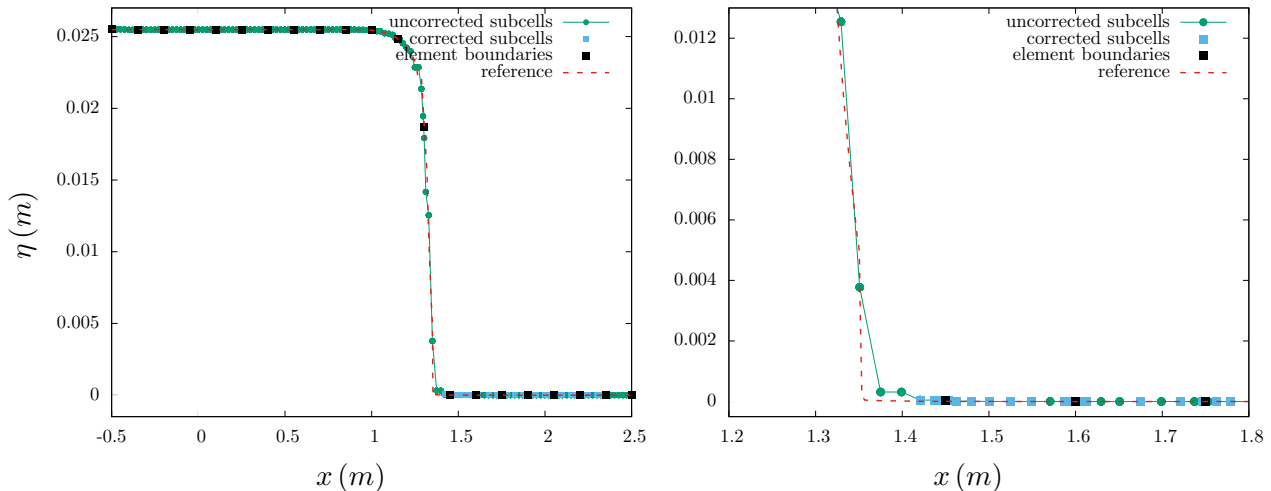 η (m)
0
0.005
0.01
0.015
0.02
0.025
-0.5
0
0.5
1
1.5
2
2.5
x (m)
uncorrected subcells
corrected subcells
element boundaries
reference
0
0.002
0.004
0.006
0.008
0.01
0.012
1.2
1.3
1.4
1.5
1.6
1.7
1.8
x (m)
uncorrected subcells
corrected subcells
element boundaries
reference